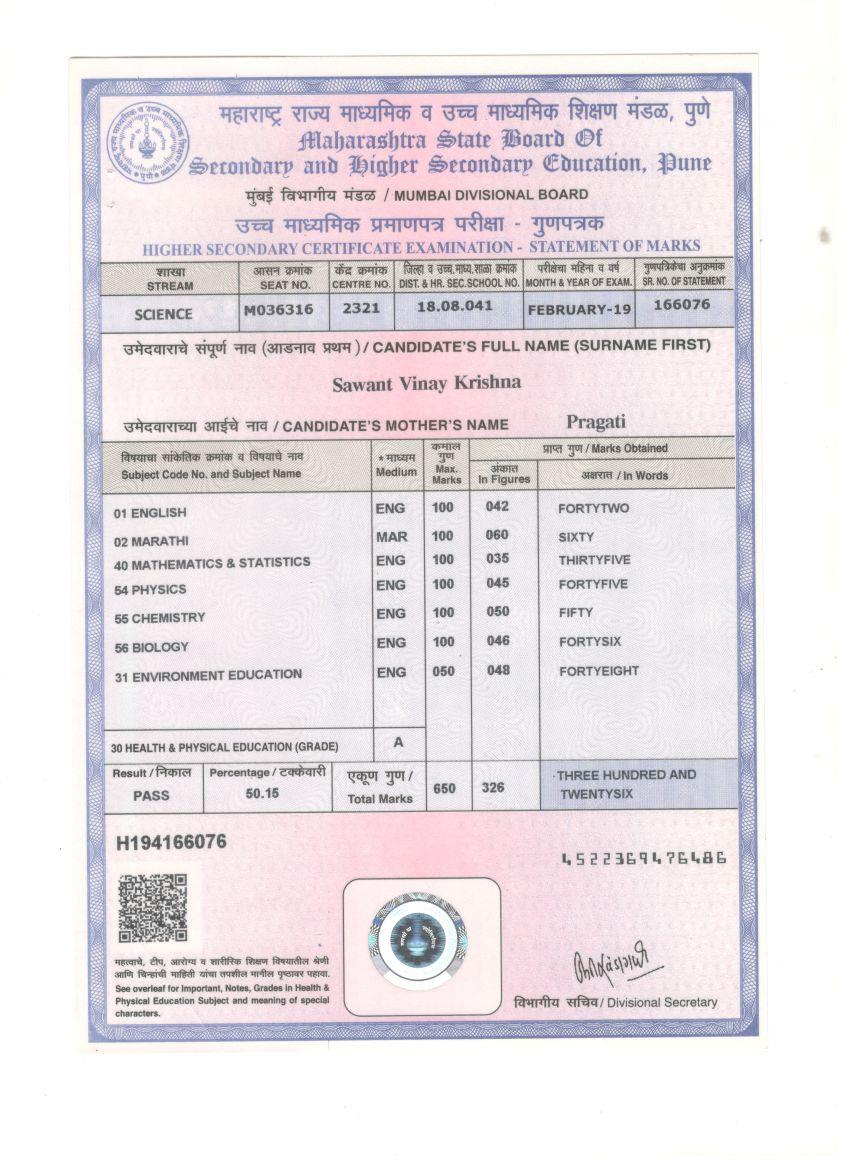 महाराष्ट्र राज्य माध्यमिक व उच्च माध्यमिक शिक्षण मंडळ, पुणे
Maharashtra State Board Of
Secondary and Higher Secondary Education, Pune
मुंबई विभागीय मंडळ / MUMBAI DIVISIONAL BOARD
उच्च माध्यमिक प्रमाणपत्र परीक्षा - गुणपत्रक
HIGHER SECONDARY CERTIFICATE EXAMINATION - STATEMENT OF MARKS
शाखा आसन क्रमांक केंद्र क्रमांक जिल्हा व उच्च.माध्य.शाळा क्रमांक परीक्षेचा महिना व वर्ष गुणपत्रिकेचा अनुक्रमांक
STREAM SEAT NO. CENTRE NO. DIST. & HR. SEC.SCHOOL NO. MONTH & YEAR OF EXAM. SR. NO. OF STATEMENT
SCIENCE M036316 2321 18.08.041 FEBRUARY-19 166076
उमेदवाराचे संपूर्ण नाव (आडनाव प्रथम) / CANDIDATE'S FULL NAME (SURNAME FIRST)
Sawant Vinay Krishna
उमेदवाराच्या आईचे नाव / CANDIDATE'S MOTHER'S NAME Pragati
विषयाचा सांकेतिक क्रमांक व विषयाचे नाव
Subject Code No. and Subject Name
* माध्यम
Medium
कमाल
गुण
Max.
Marks
प्राप्त गुण / Marks Obtained
अंकात
In Figures
अक्षरात / In Words
01 ENGLISH ENG 100 042 FORTYTWO
02 MARATHI MAR 100 060 SIXTY
40 MATHEMATICS & STATISTICS ENG 100 035 THIRTYFIVE
54 PHYSICS ENG 100 045 FORTYFIVE
55 CHEMISTRY ENG 100 050 FIFTY
56 BIOLOGY ENG 100 046 FORTYSIX
31 ENVIRONMENT EDUCATION ENG 050 048 FORTYEIGHT
30 HEALTH & PHYSICAL EDUCATION (GRADE) A
Result / निकाल
PASS
Percentage / टक्केवारी
50.15
एकूण गुण /
Total Marks
650 326
THREE HUNDRED AND
TWENTYSIX
H194166076
4522369476486
महत्वाचे, टीप, आरोग्य व शारीरिक शिक्षण विषयातील श्रेणी
आणि चिन्हांची माहिती यांचा तपशील मागील पृष्ठावर पहावा.
See overleaf for Important, Notes, Grades in Health &
Physical Education Subject and meaning of special
characters.
विभागीय सचिव / Divisional Secretary